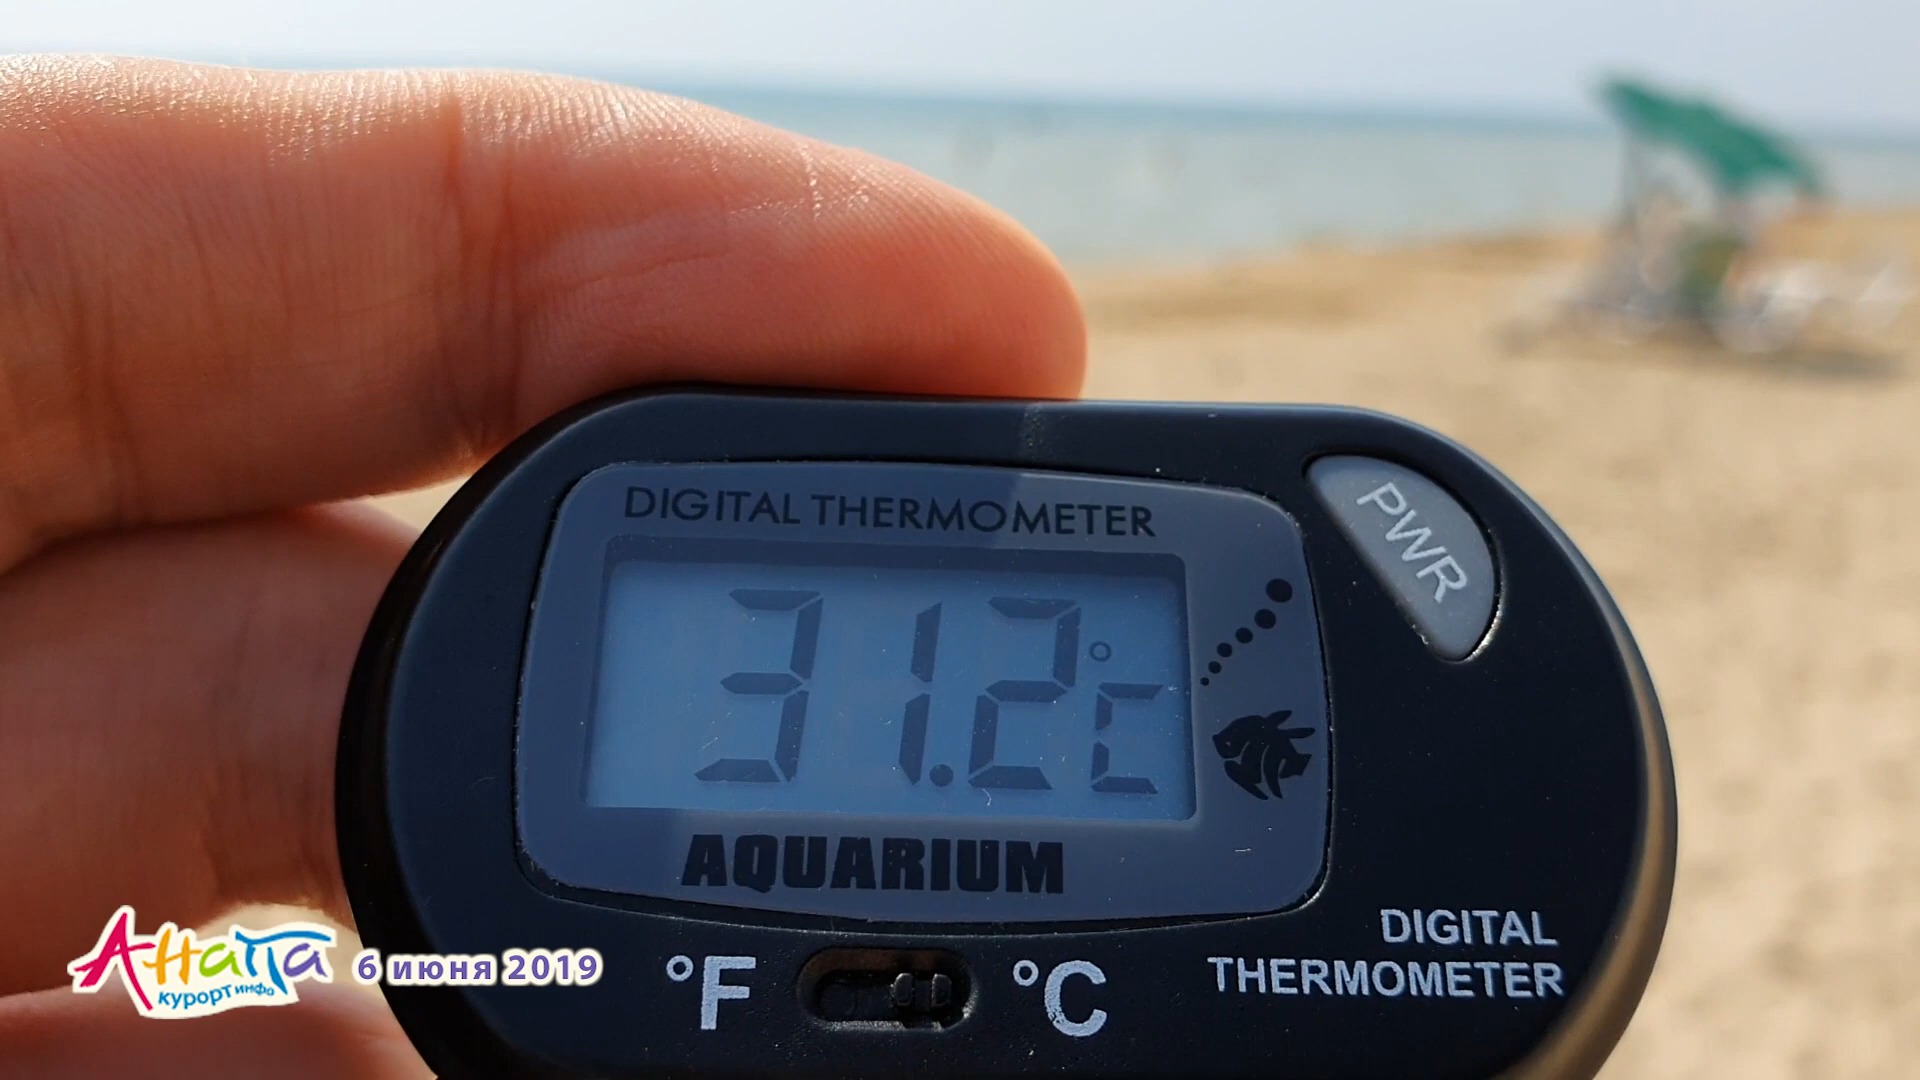 DIGITAL THERMOMETER
PWR
31.2°C
AQUARIUM
°F °C
DIGITAL
THERMOMETER
Анапа
курорт инфо
6 июня 2019